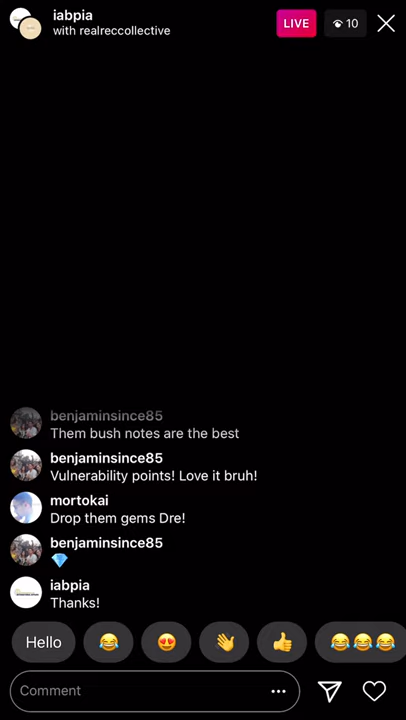 iabpia
with realreccollective
LIVE
10
benjaminsince85
Them bush notes are the best
benjaminsince85
Vulnerability points! Love it bruh!
mortokai
Drop them gems Dre!
benjaminsince85
💎
iabpia
Thanks!
Hello 😂 😍 👋 👍 😂😂😂
Comment